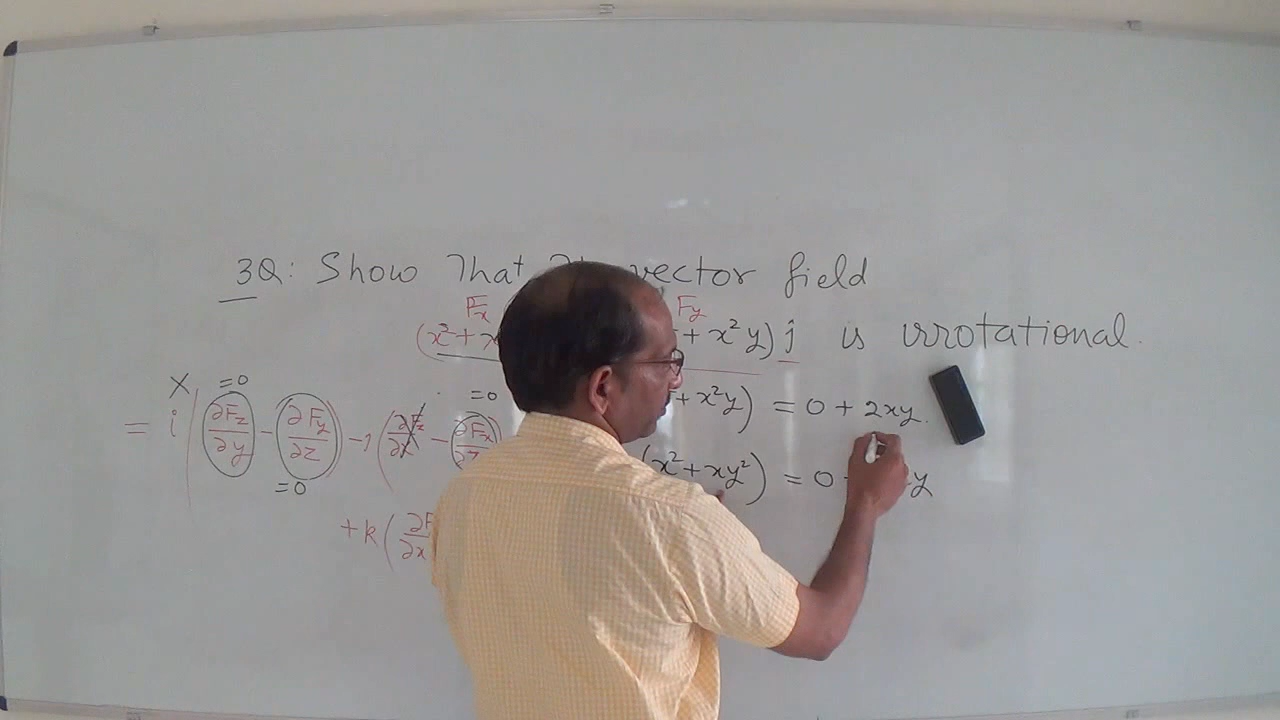 3Q: Show That vector field
Fx Fy
(x²+x + x²y) j is irrotational.
X =0 =0 + x²y) = 0 + 2xy.
= i ( ∂Fz/∂y - ∂Fy/∂z ) - j ( ∂Fz/∂x - ∂Fx/∂z
=0 (x²+xy²) = 0 y
+ k ( ∂F ∂x